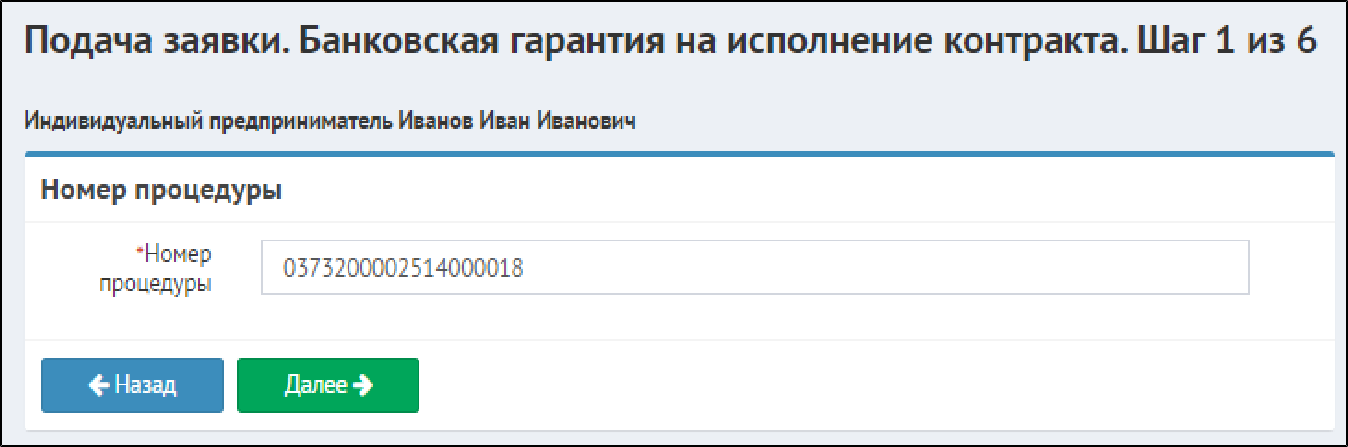 Подача заявки. Банковская гарантия на исполнение контракта. Шаг 1 из 6
Индивидуальный предприниматель Иванов Иван Иванович
Номер процедуры
*Номер
процедуры
0373200002514000018
Назад
Далее